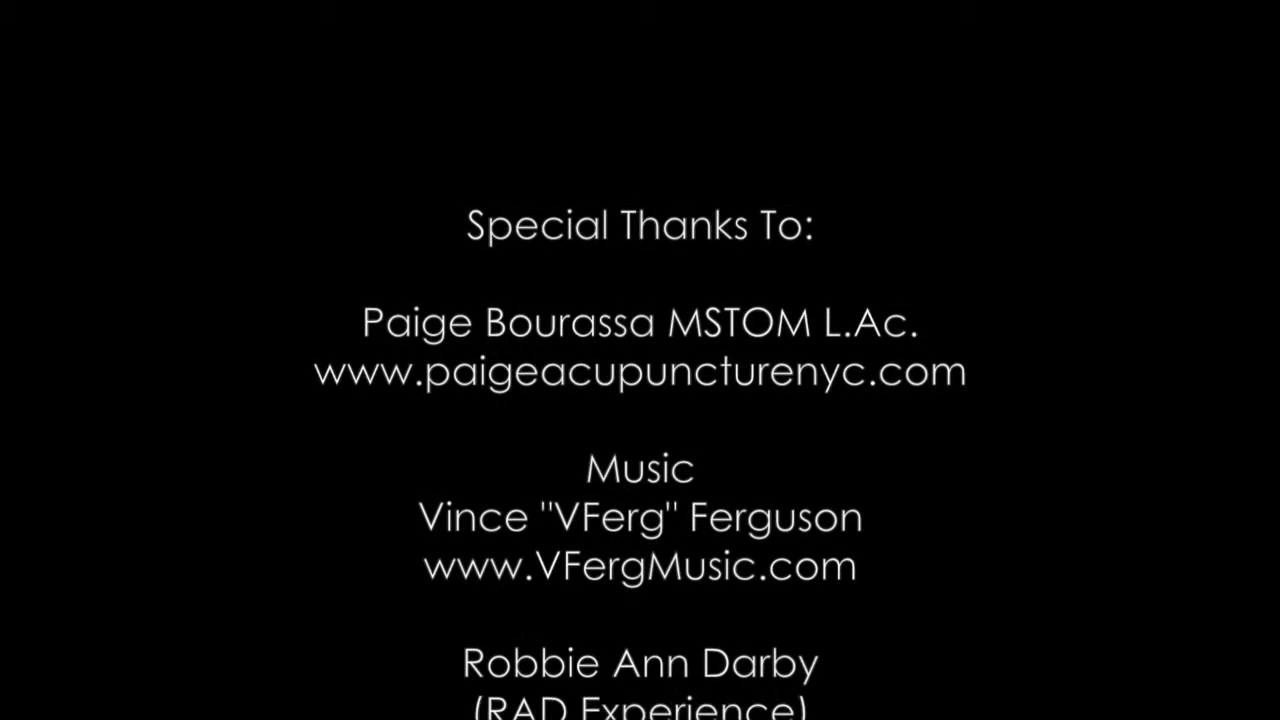 Special Thanks To:
Paige Bourassa MSTOM L.Ac.
www.paigeacupuncturenyc.com
Music
Vince "VFerg" Ferguson
www.VFergMusic.com
Robbie Ann Darby
(RAD Experience)